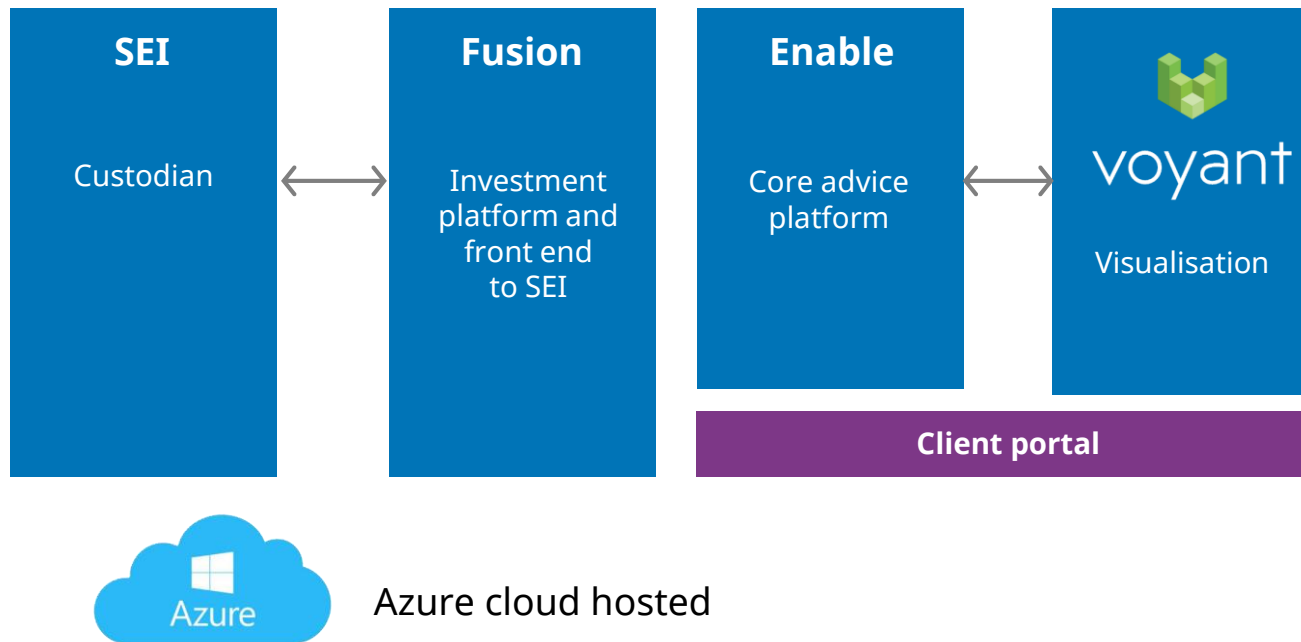 SEI
Custodian
Fusion
Investment
platform and
front end
to SEI
Enable
Core advice
platform
voyant
Visualisation
Client portal
Azure
Azure cloud hosted